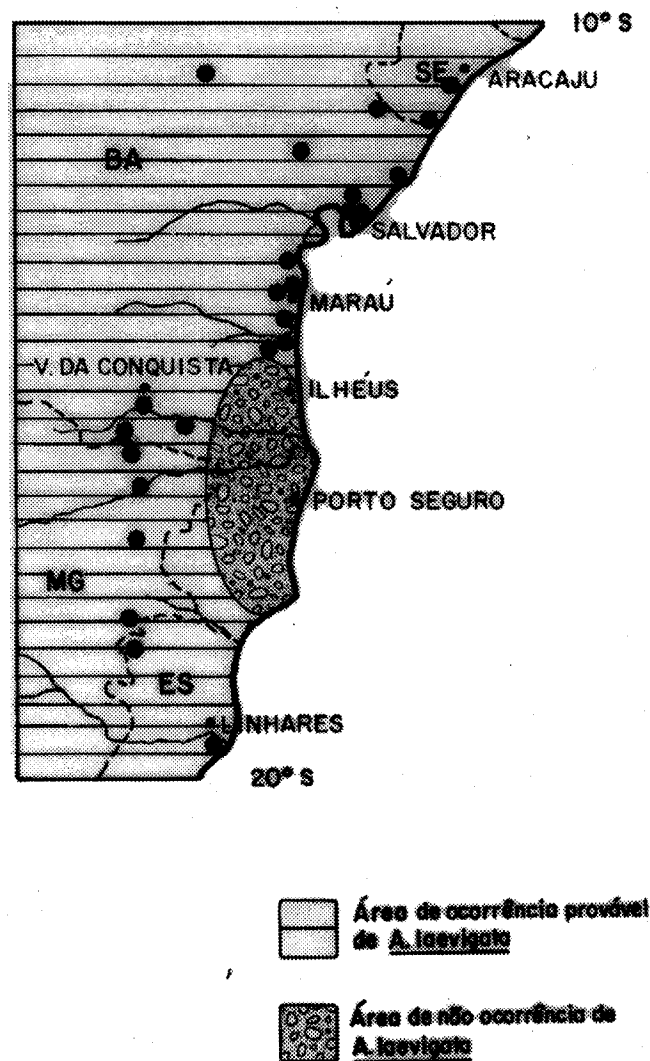 10° S
SE
ARACAJU
BA
SALVADOR
MARAÚ
V. DA CONQUISTA
ILHÉUS
PORTO SEGURO
MG
ES
LINHARES
20° S
Área de ocorrência provável
de A. laevigata
Área de não ocorrência de
A. laevigata